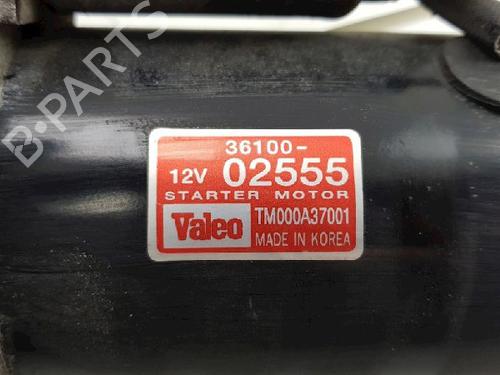 B-PARTS
36100-
12V 02555
STARTER MOTOR
Valeo TM000A37001
MADE IN KOREA